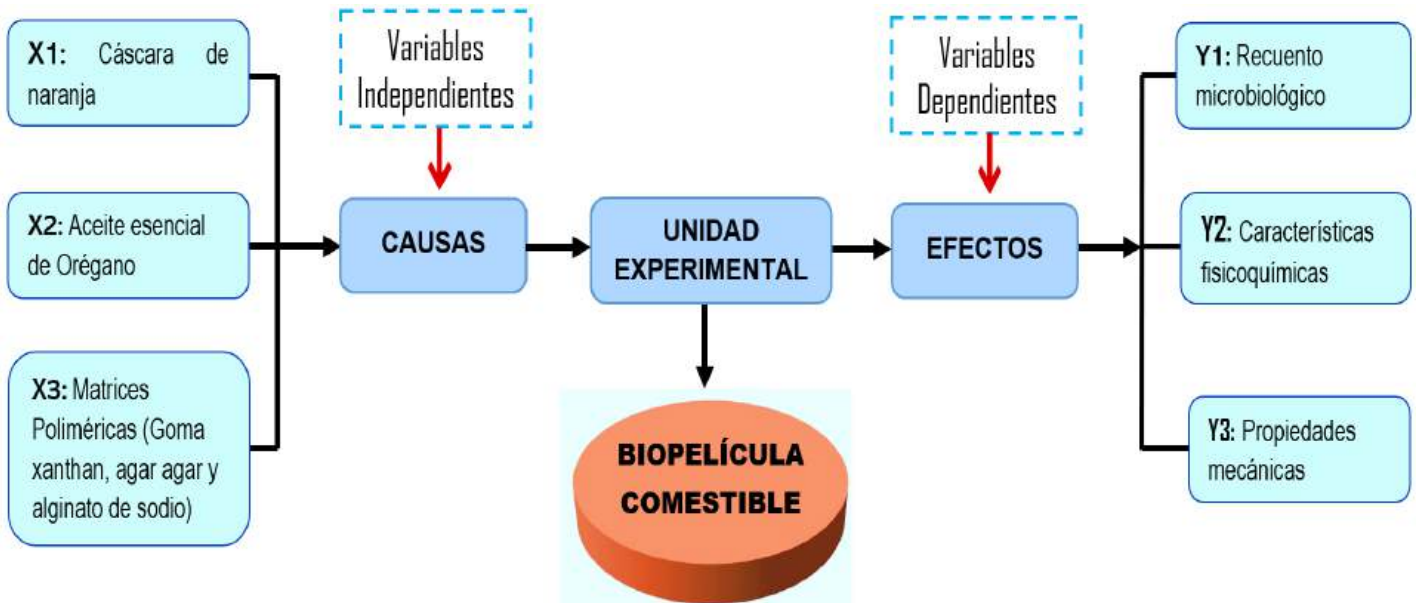 X1: Cáscara de
naranja
X2: Aceite esencial
de Orégano
X3: Matrices
Poliméricas (Goma
xanthan, agar agar y
alginato de sodio)
Variables
Independientes
CAUSAS
UNIDAD
EXPERIMENTAL
BIOPELÍCULA
COMESTIBLE
Variables
Dependientes
EFECTOS
Y1: Recuento
microbiológico
Y2: Características
fisicoquímicas
Y3: Propiedades
mecánicas